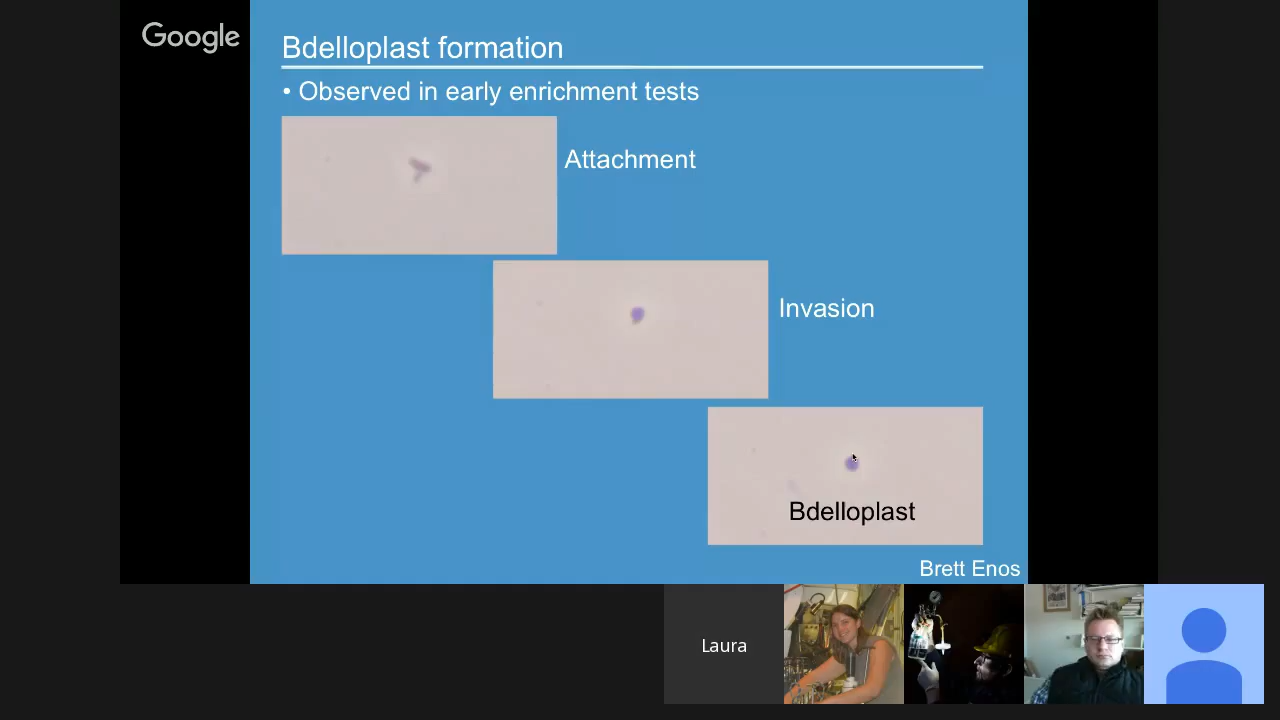 Google
Bdelloplast formation
• Observed in early enrichment tests
Attachment
Invasion
Bdelloplast
Brett Enos
Laura